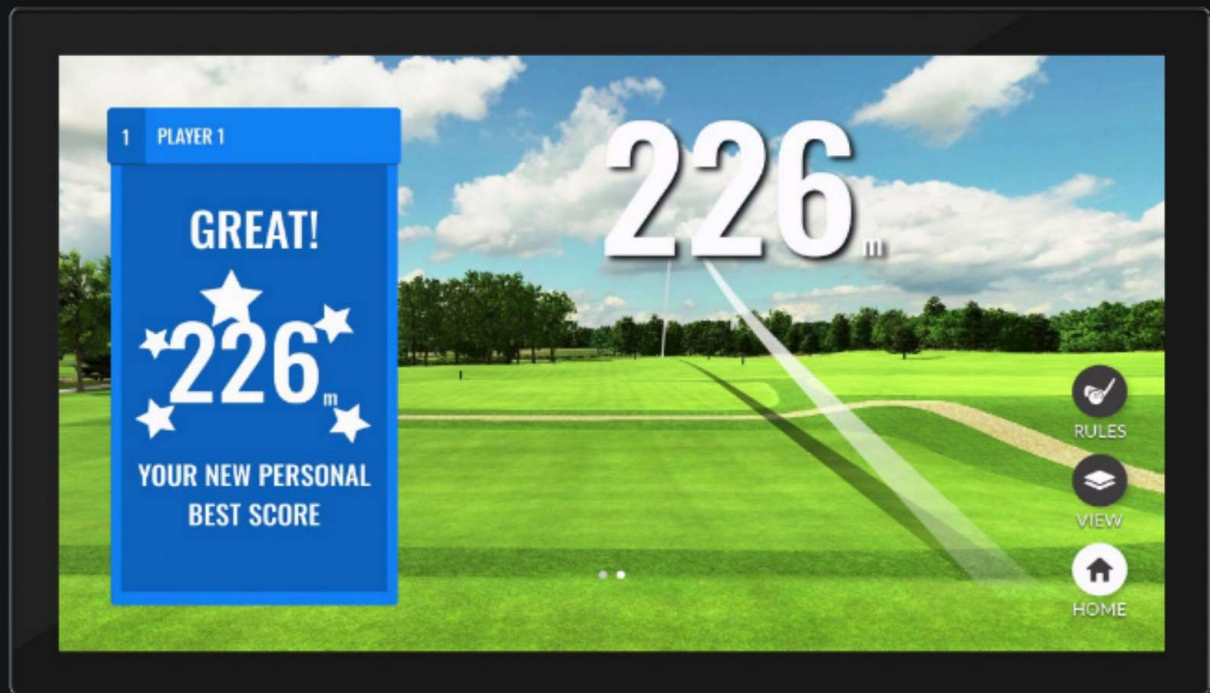 1 PLAYER 1
GREAT!
226 m
YOUR NEW PERSONAL
BEST SCORE
226 m
RULES
VIEW
HOME